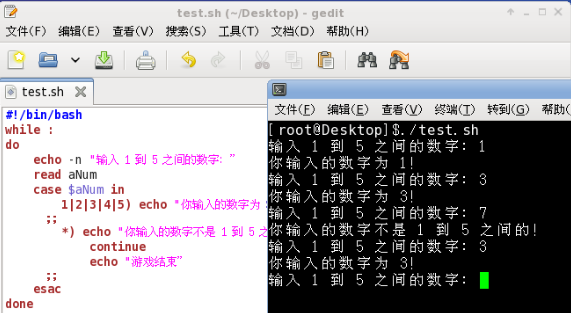 test.sh (~/Desktop) - gedit
文件(F) 编辑(E) 查看(V) 搜索(S) 工具(T) 文档(D) 帮助(H)
test.sh
#!/bin/bash
while :
do
echo -n "输入 1 到 5 之间的数字: "
read aNum
case $aNum in
1|2|3|4|5) echo "你输入的数字为
;;
*) echo "你输入的数字不是 1 到 5 之
continue
echo "游戏结束"
;;
esac
done
文件(F) 编辑(E) 查看(V) 终端(T) 转到(G) 帮助(
[ root@Desktop]$./test.sh
输入 1 到 5 之间的数字: 1
你输入的数字为 1!
输入 1 到 5 之间的数字: 3
你输入的数字为 3!
输入 1 到 5 之间的数字: 7
你输入的数字不是 1 到 5 之间的!
输入 1 到 5 之间的数字: 3
你输入的数字为 3!
输入 1 到 5 之间的数字: